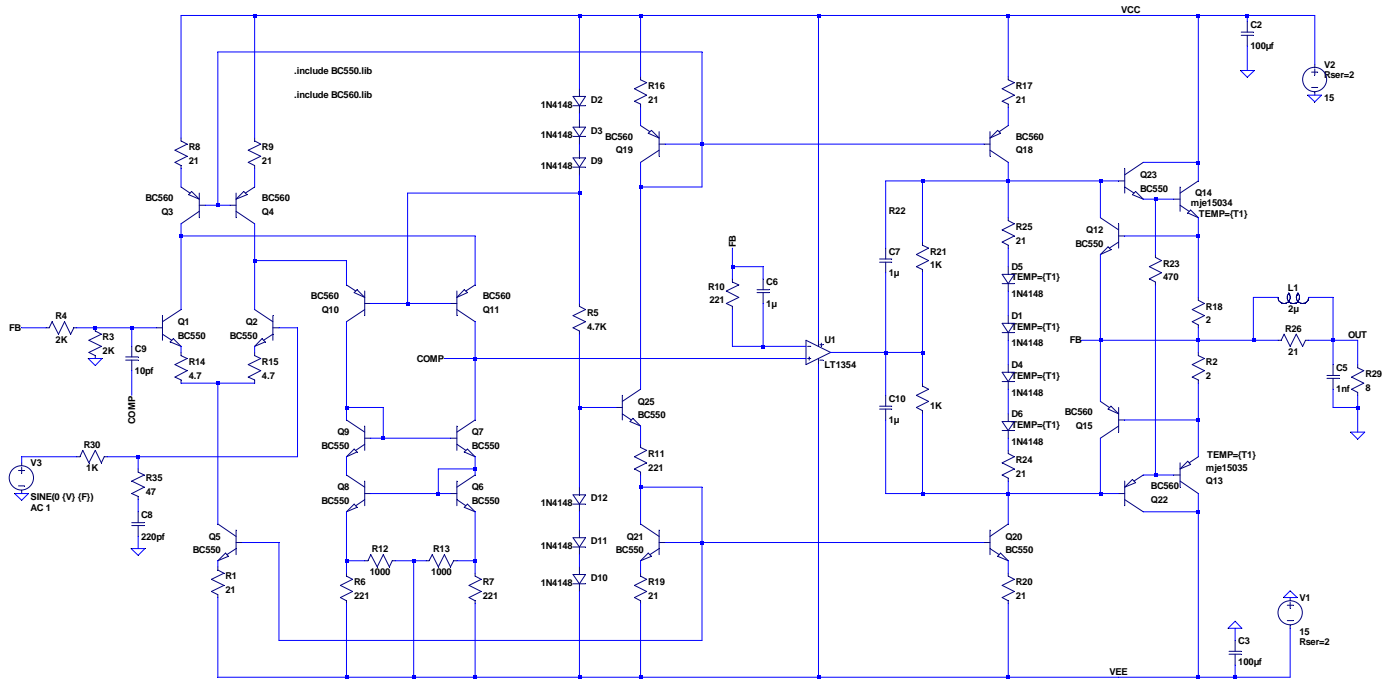 VCC
C2
100µf
V2
Rser=2
15
.include BC550.lib
.include BC560.lib
R16
21
R17
21
D2
1N4148
D3
1N4148
D9
1N4148
R8
21
R9
21
BC560
Q19
BC560
Q18
BC560
Q3
BC560
Q4
Q23
BC550
Q14
mje15034
TEMP={T1}
R22
R25
21
Q12
BC550
FB
C7
1µ
R21
1K
R23
470
D5
TEMP={T1}
1N4148
R10
221
C6
1µ
BC560
Q10
BC560
Q11
L1
2µ
R5
4.7K
R18
2
R4
2K
FB
R3
2K
Q1
BC550
Q2
BC550
D1
TEMP={T1}
1N4148
U1
LT1354
FB
R26
21
OUT
C9
10pf
R14
4.7
R15
4.7
COMP
R2
2
D4
TEMP={T1}
1N4148
C5
1nf
R29
8
COMP
C10
1µ
1K
Q25
BC550
BC560
Q15
D6
TEMP={T1}
1N4148
Q9
BC550
Q7
BC550
R30
1K
V3
SINE(0 {V} {F})
AC 1
R35
47
R11
221
R24
21
TEMP={T1}
mje15035
Q13
Q8
BC550
Q6
BC550
BC560
Q22
D12
1N4148
C8
220pf
Q5
BC550
D11
1N4148
Q21
BC550
Q20
BC550
R12
1000
R13
1000
R1
21
R6
221
R7
221
D10
1N4148
R19
21
R20
21
V1
15
Rser=2
C3
100µf
VEE